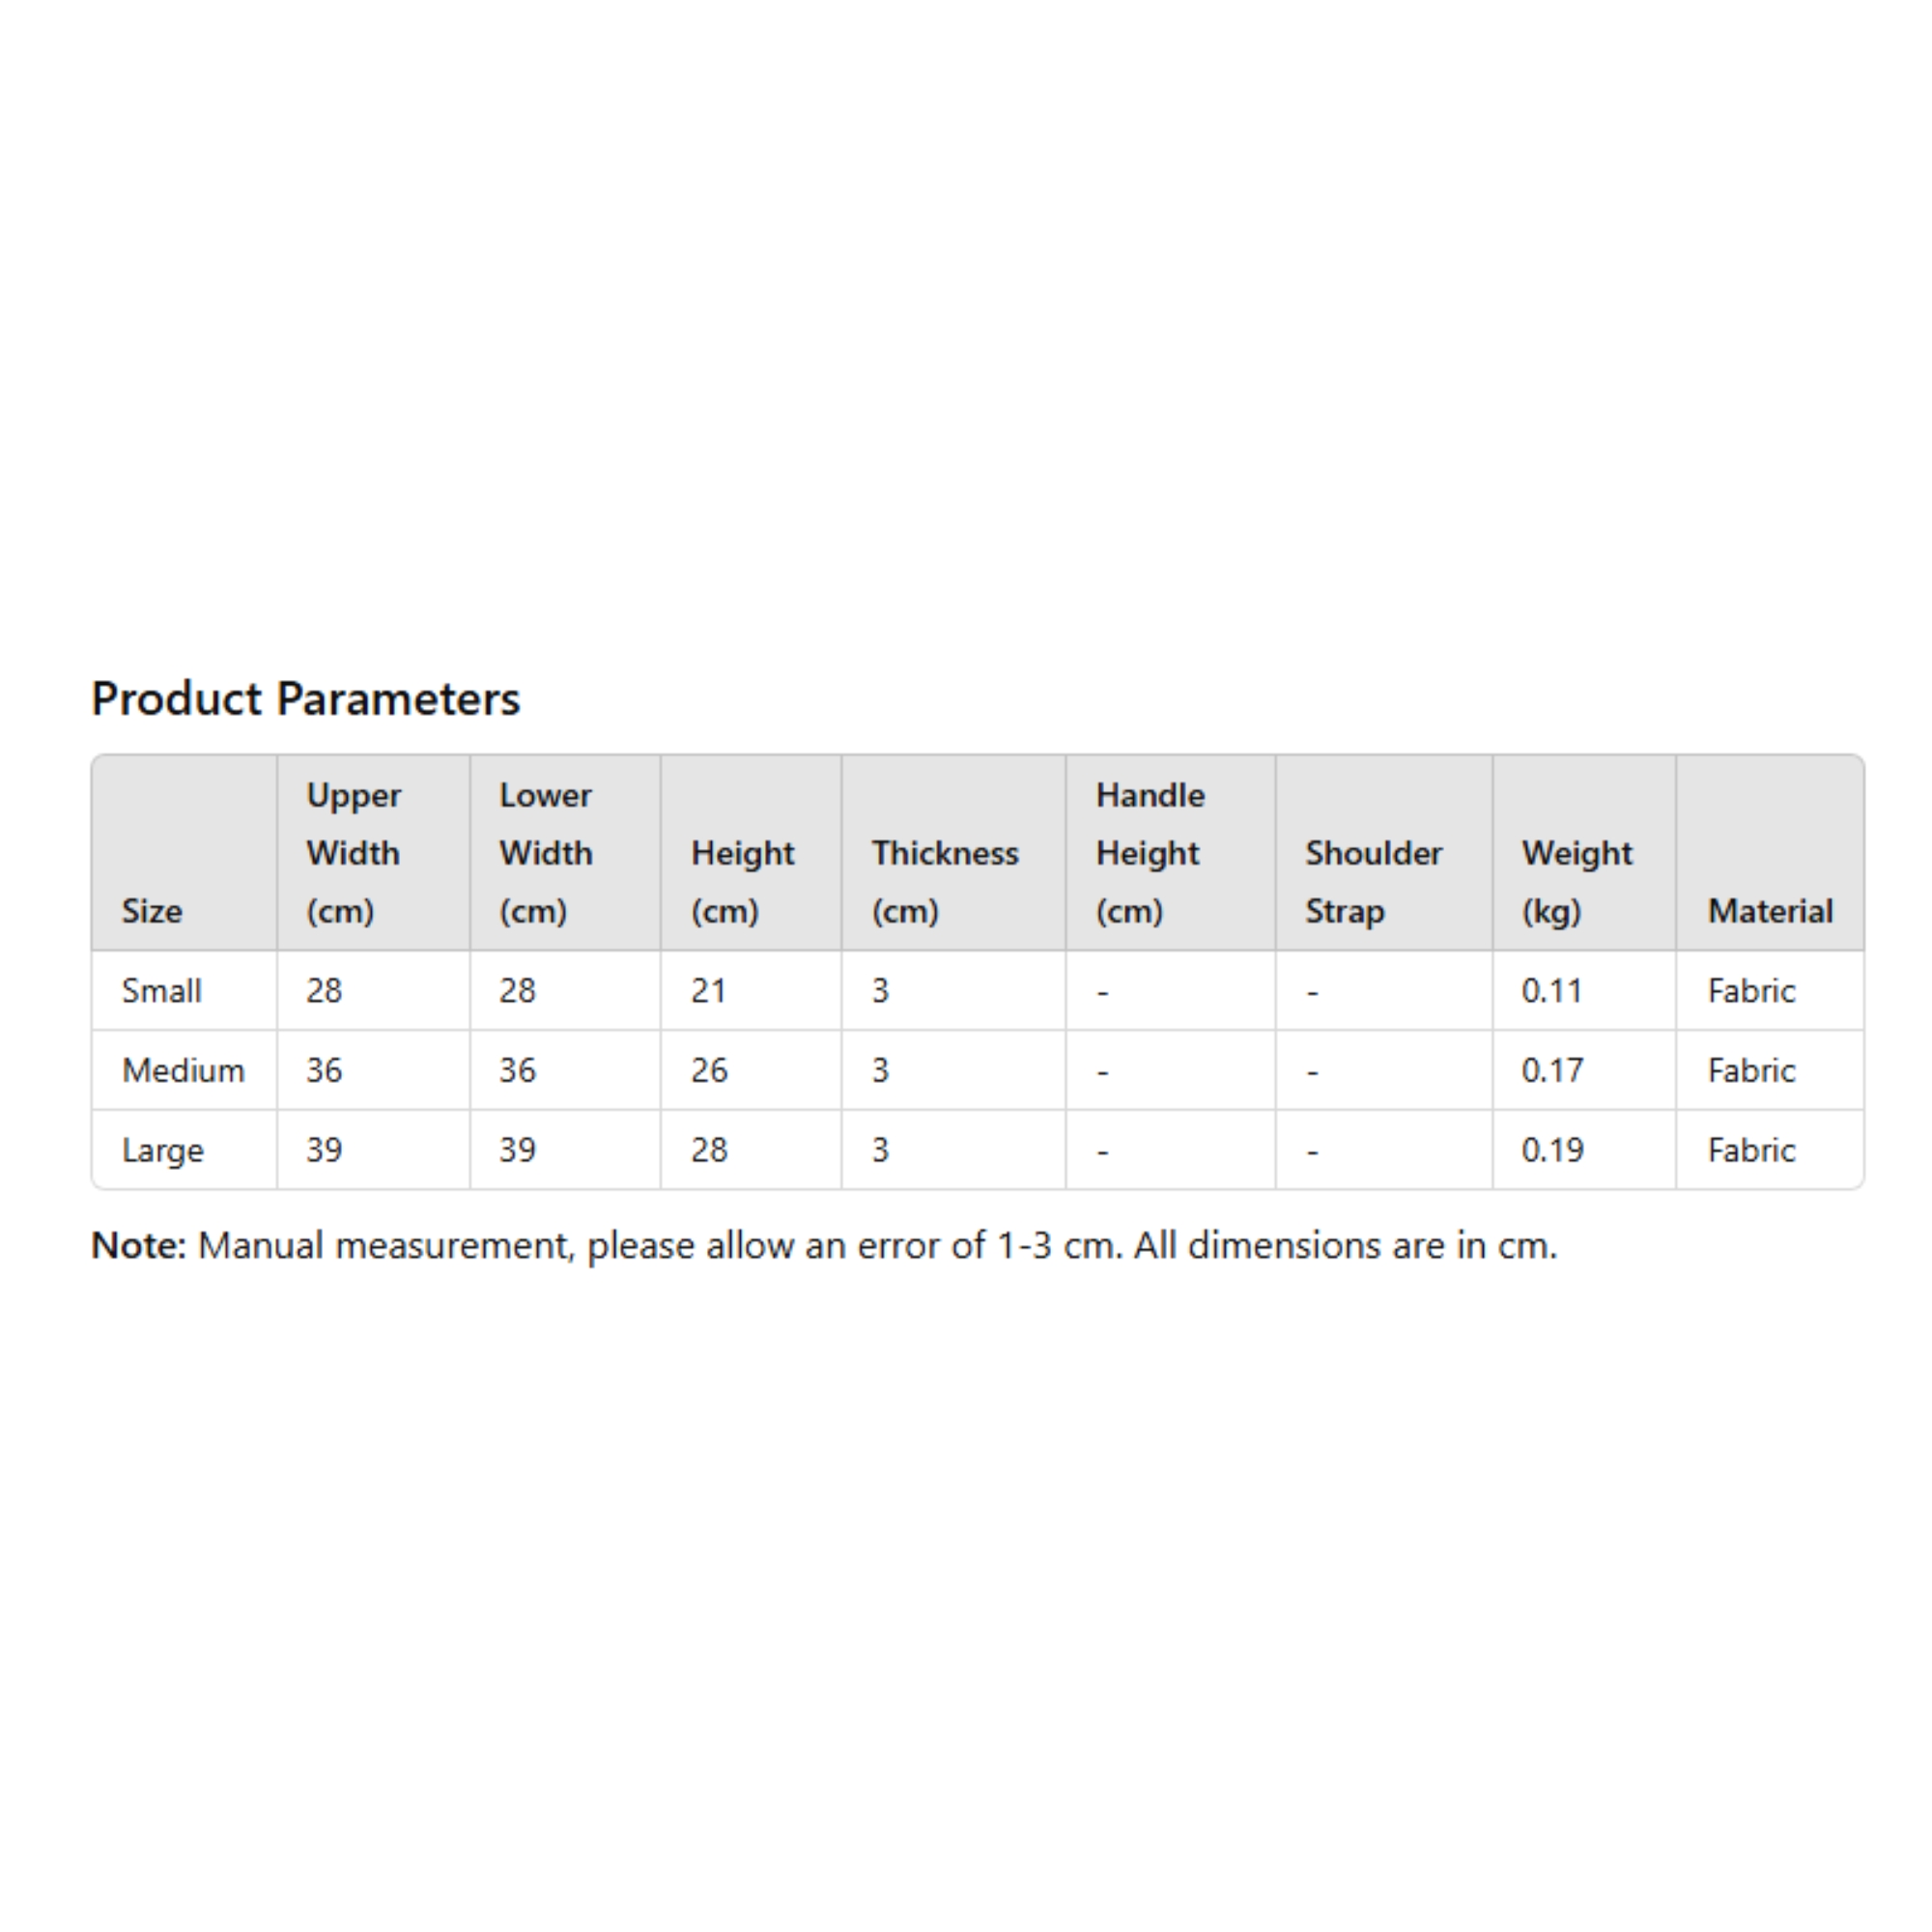 Product Parameters
Size Upper Width (cm) Lower Width (cm) Height (cm) Thickness (cm) Handle Height (cm) Shoulder Strap Weight (kg) Material
Small 28 28 21 3 - - 0.11 Fabric
Medium 36 36 26 3 - - 0.17 Fabric
Large 39 39 28 3 - - 0.19 Fabric
Note: Manual measurement, please allow an error of 1-3 cm. All dimensions are in cm.